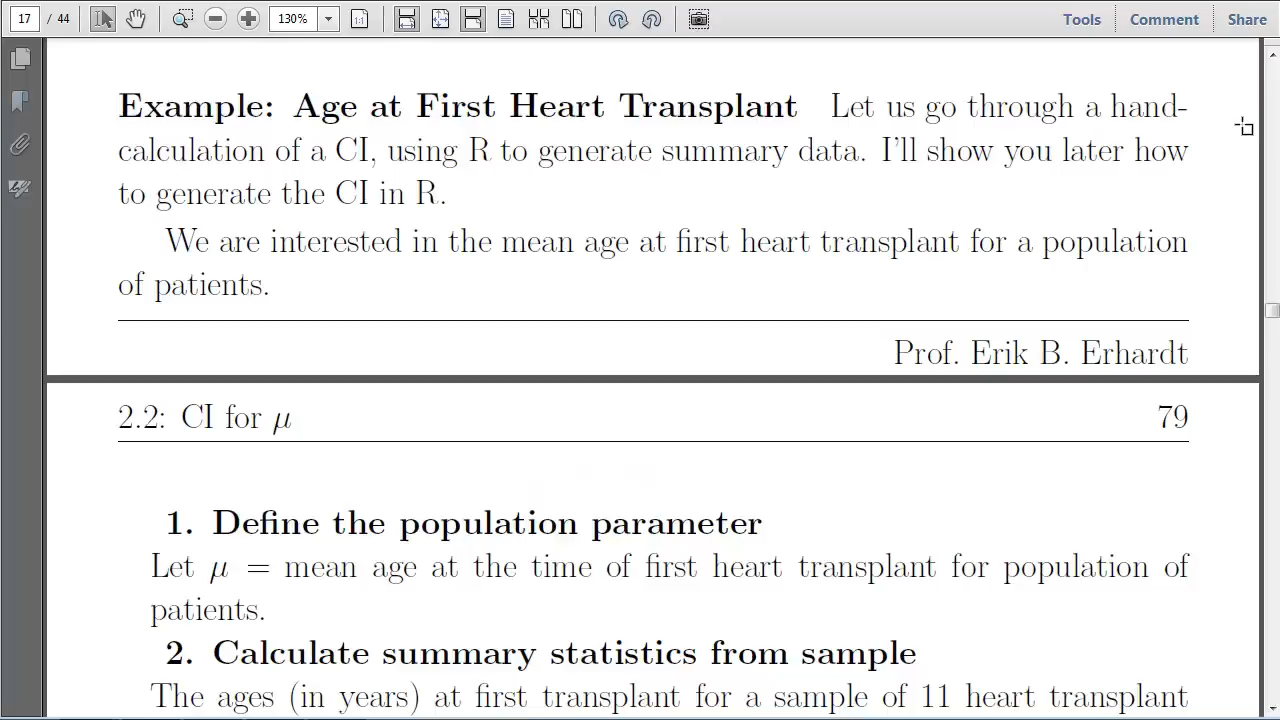 17 / 44 130% Tools Comment Share
Example: Age at First Heart Transplant Let us go through a hand-
calculation of a CI, using R to generate summary data. I'll show you later how
to generate the CI in R.
We are interested in the mean age at first heart transplant for a population
of patients.
Prof. Erik B. Erhardt
2.2: CI for μ 79
1. Define the population parameter
Let μ = mean age at the time of first heart transplant for population of
patients.
2. Calculate summary statistics from sample
The ages (in years) at first transplant for a sample of 11 heart transplant